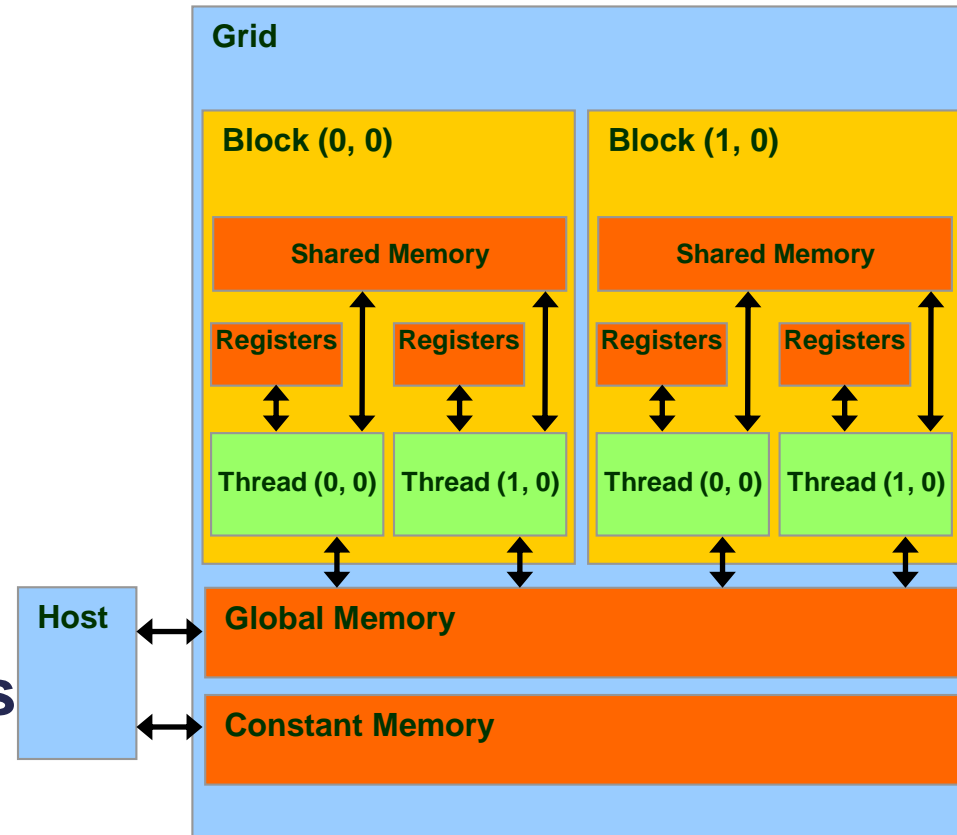 Grid
Block (0, 0)
Block (1, 0)
Shared Memory
Shared Memory
Registers
Registers
Registers
Registers
Thread (0, 0)
Thread (1, 0)
Thread (0, 0)
Thread (1, 0)
Host
Global Memory
s
Constant Memory